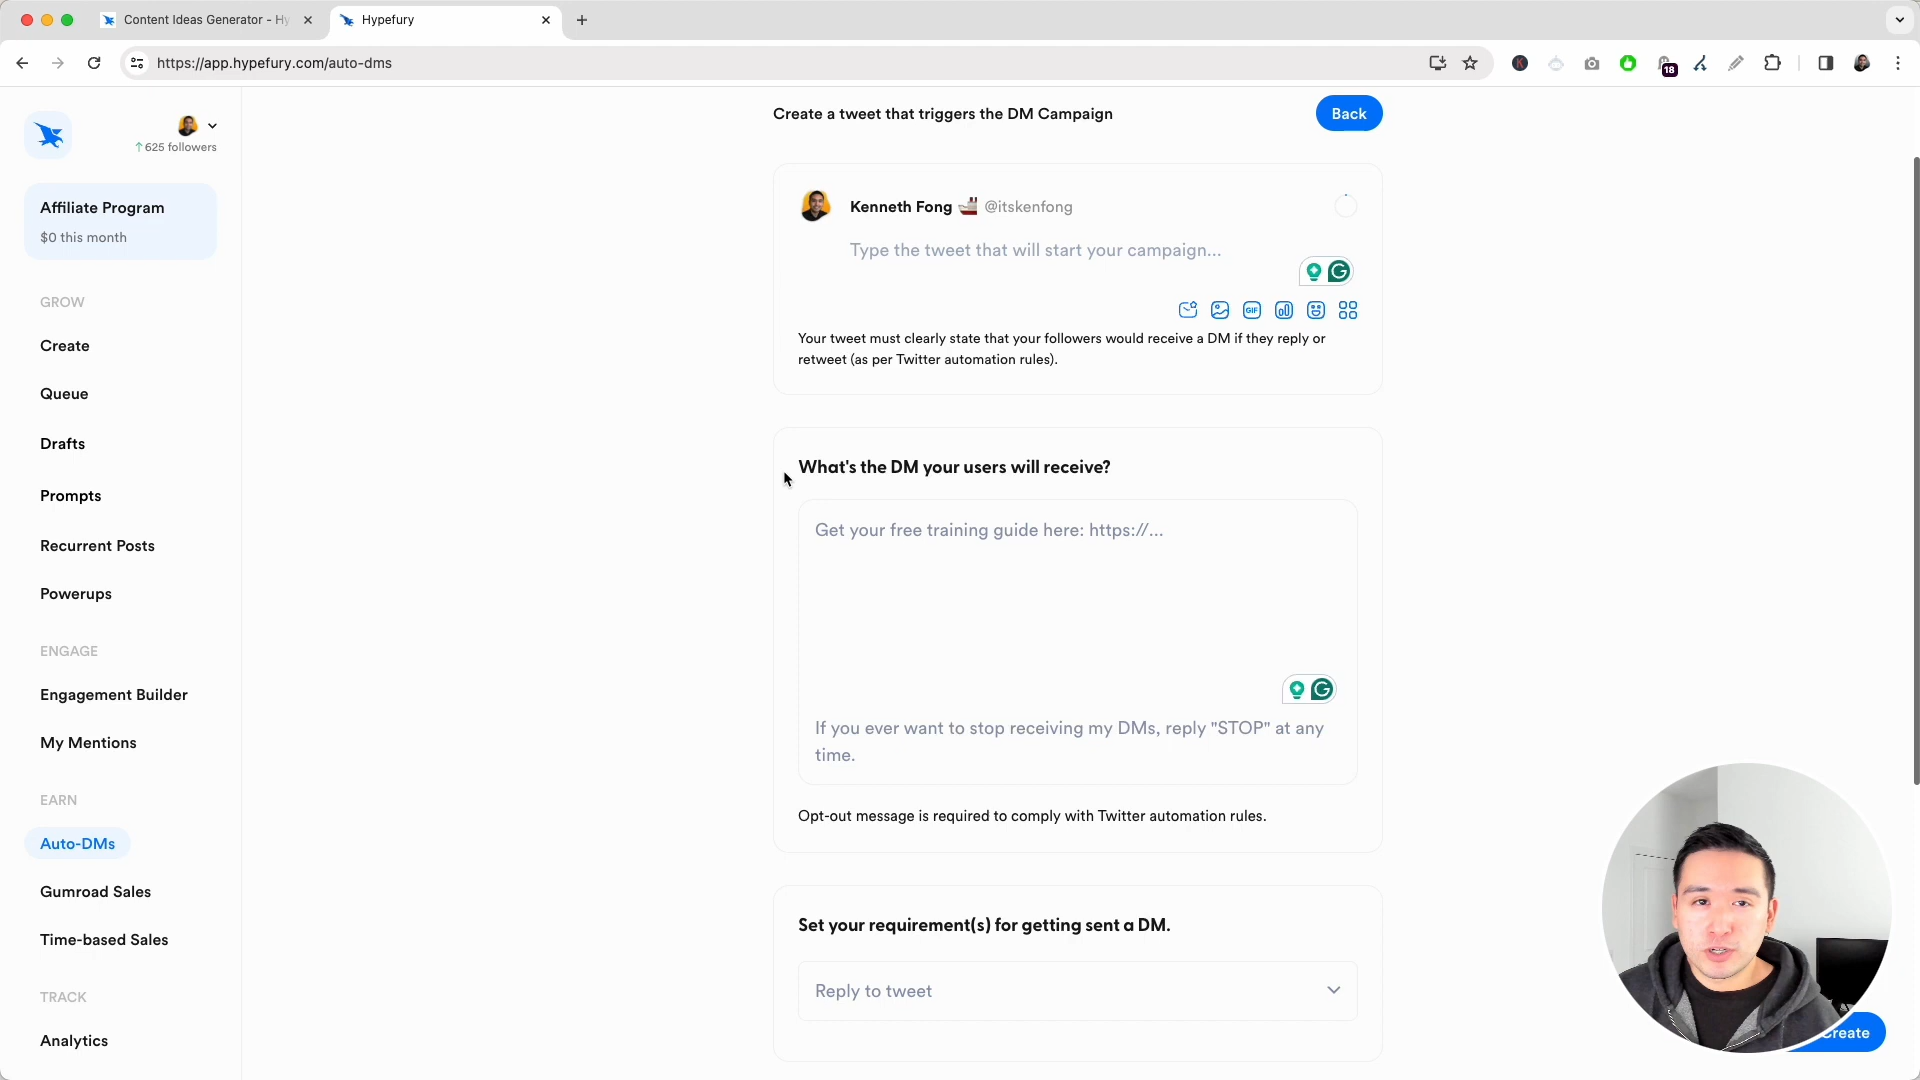 Content Ideas Generator - Hy
Hypefury
https://app.hypefury.com/auto-dms
18
625 followers
Affiliate Program
$0 this month
GROW
Create
Queue
Drafts
Prompts
Recurrent Posts
Powerups
ENGAGE
Engagement Builder
My Mentions
EARN
Auto-DMs
Gumroad Sales
Time-based Sales
TRACK
Analytics
Create a tweet that triggers the DM Campaign
Back
Kenneth Fong 🚢 @itskenfong
Type the tweet that will start your campaign...
GIF
Your tweet must clearly state that your followers would receive a DM if they reply or
retweet (as per Twitter automation rules).
What's the DM your users will receive?
Get your free training guide here: https://...
If you ever want to stop receiving my DMs, reply "STOP" at any
time.
Opt-out message is required to comply with Twitter automation rules.
Set your requirement(s) for getting sent a DM.
Reply to tweet
Create